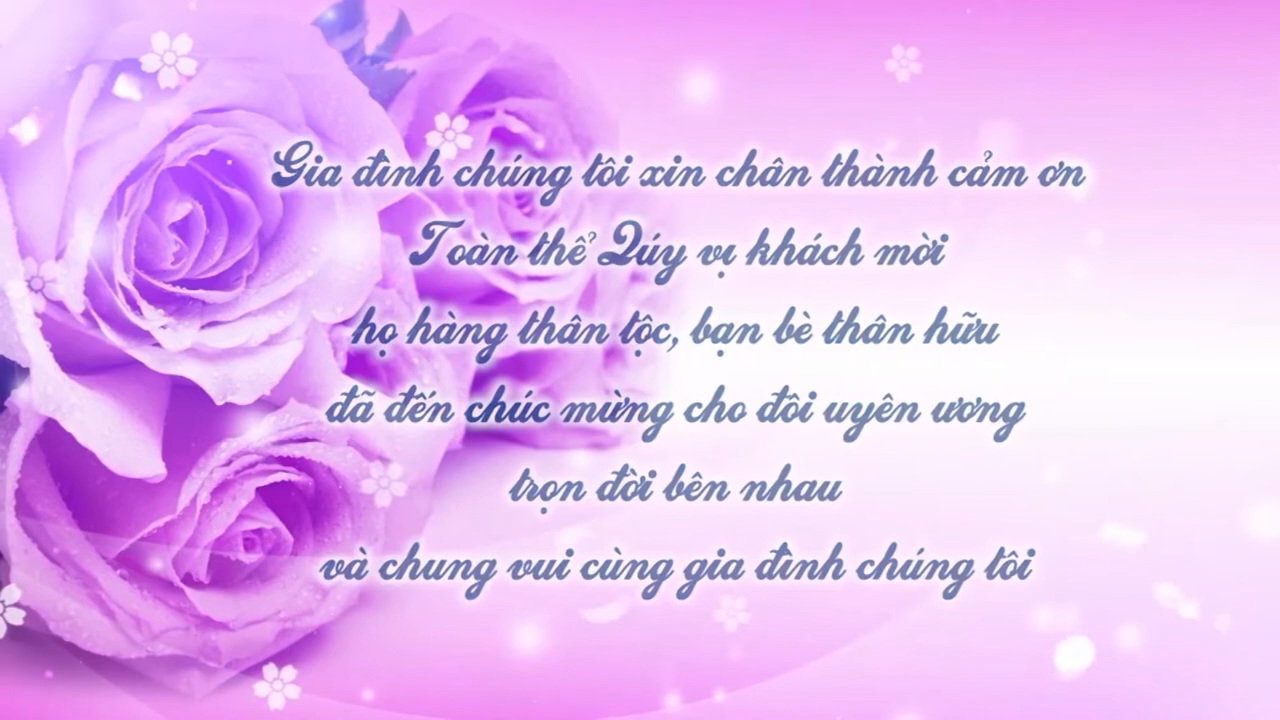 Gia đình chúng tôi xin chân thành cảm ơn
Toàn thể Qúy vị khách mời
họ hàng thân tộc, bạn bè thân hữu
đã đến chúc mừng cho đôi uyên ương
trọn đời bên nhau
và chung vui cùng gia đình chúng tôi